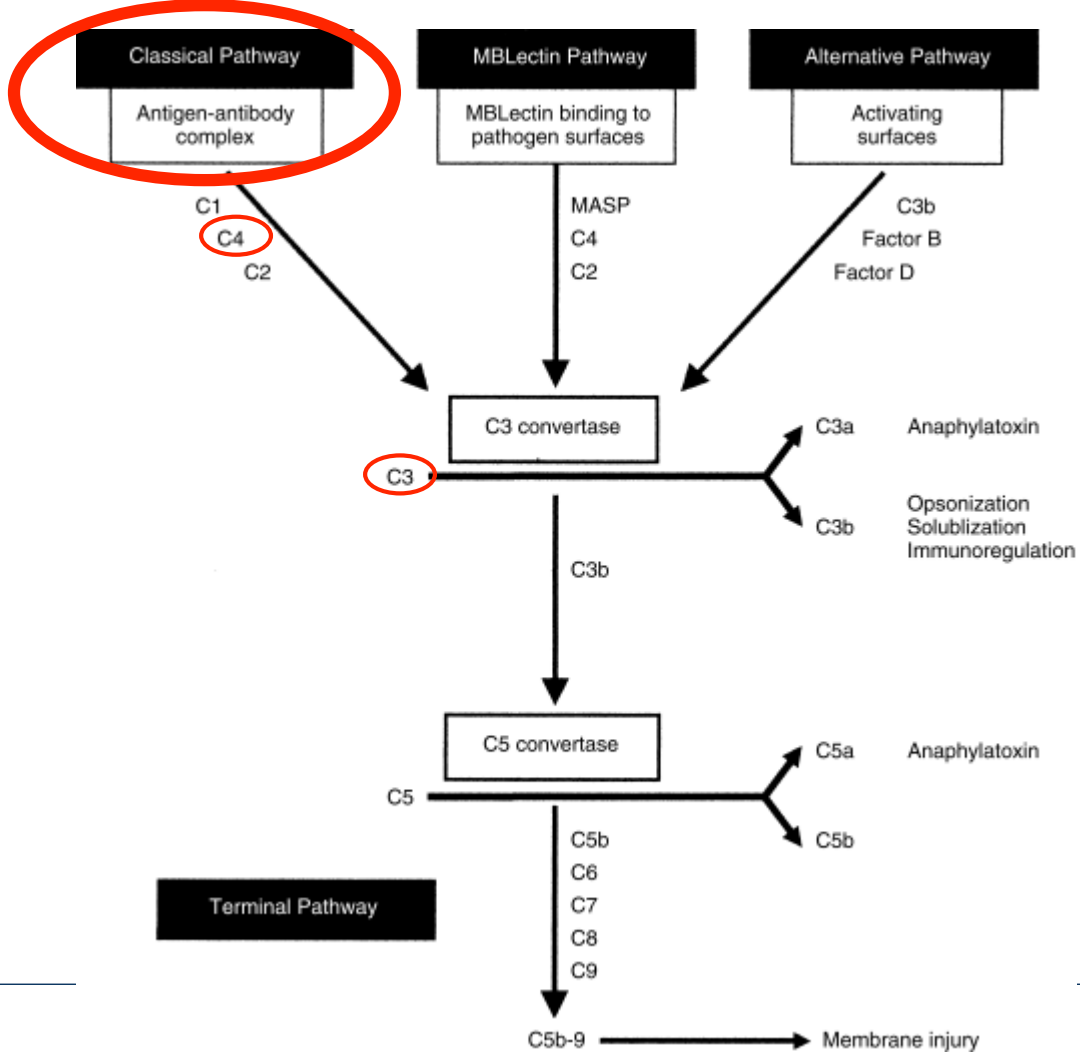 Classical Pathway
MBLectin Pathway
Alternative Pathway
Antigen-antibody
complex
MBLectin binding to
pathogen surfaces
Activating
surfaces
C1
C4
C2
MASP
C4
C2
C3b
Factor B
Factor D
C3 convertase
C3
C3a
Anaphylatoxin
C3b
Opsonization
Solublization
Immunoregulation
C3b
C5 convertase
C5
C5a
Anaphylatoxin
C5b
C5b
C6
C7
C8
C9
Terminal Pathway
C5b-9
Membrane injury